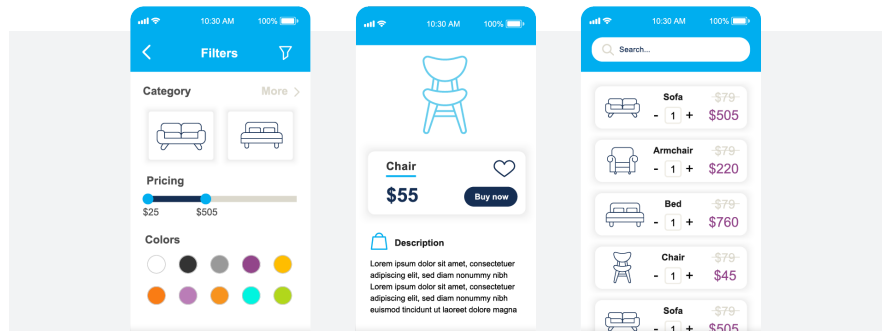 10:30 AM
100%
Filters
Category
More
Pricing
$25
$505
Colors
10:30 AM
100%
Chair
$55
Buy now
Description
Lorem ipsum dolor sit amet, consectetuer
adipiscing elit, sed diam nonummy nibh
Lorem ipsum dolor sit amet, consectetuer
adipiscing elit, sed diam nonummy nibh
euismod tincidunt ut laoreet dolore magna
10:30 AM
100%
Search...
Sofa
$79
- 1 +
$505
Armchair
$79
- 1 +
$220
Bed
$79
- 1 +
$760
Chair
$79
- 1 +
$45
Sofa
$79
- 1 +
$505